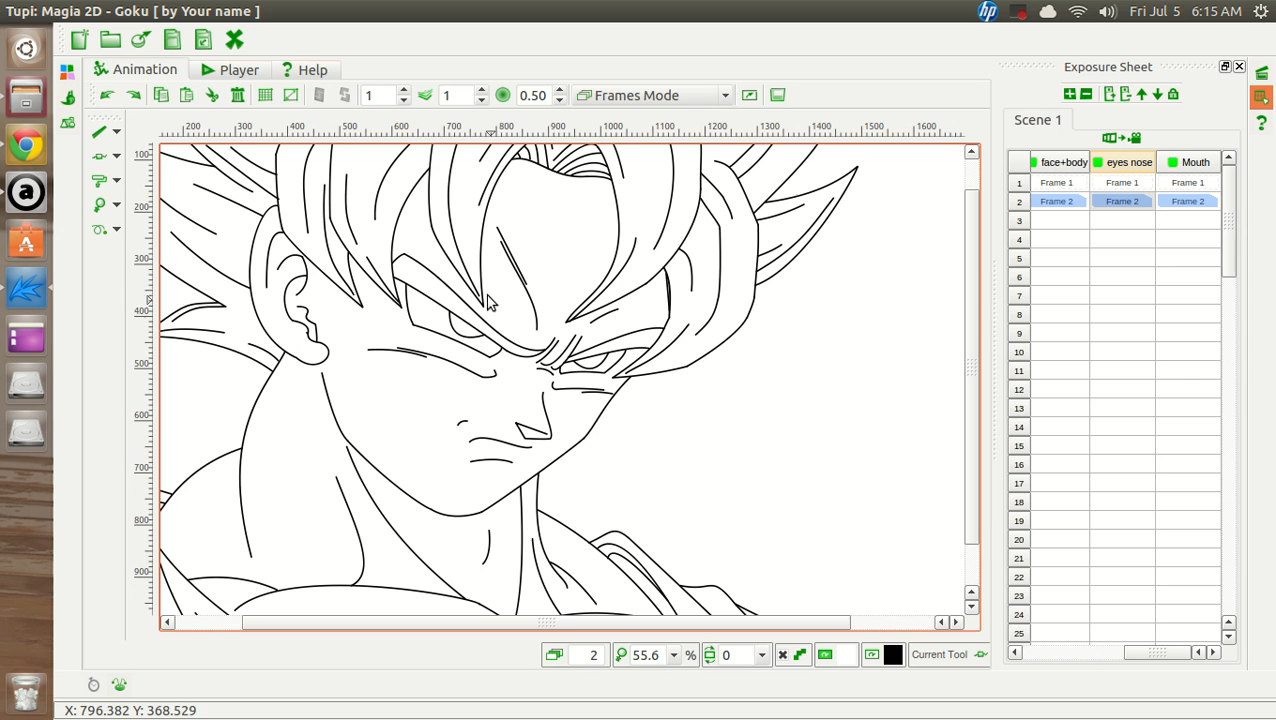 Tupi: Magia 2D - Goku [ by Your name ]
hp
Fri Jul 5 6:15 AM
Animation
Player
? Help
1
1
0.50
Frames Mode
200 300 400 500 600 700 800 900 1000 1100 1200 1300 1400 1500 1600
100
200
300
400
500
600
700
800
900
2
55.6
%
0
Current Tool
X: 796.382 Y: 368.529
Exposure Sheet
Scene 1
face+body eyes nose Mouth
1 Frame 1 Frame 1 Frame 1
2 Frame 2 Frame 2 Frame 2
3
4
5
6
7
8
9
10
11
12
13
14
15
16
17
18
19
20
21
22
23
24
25
?